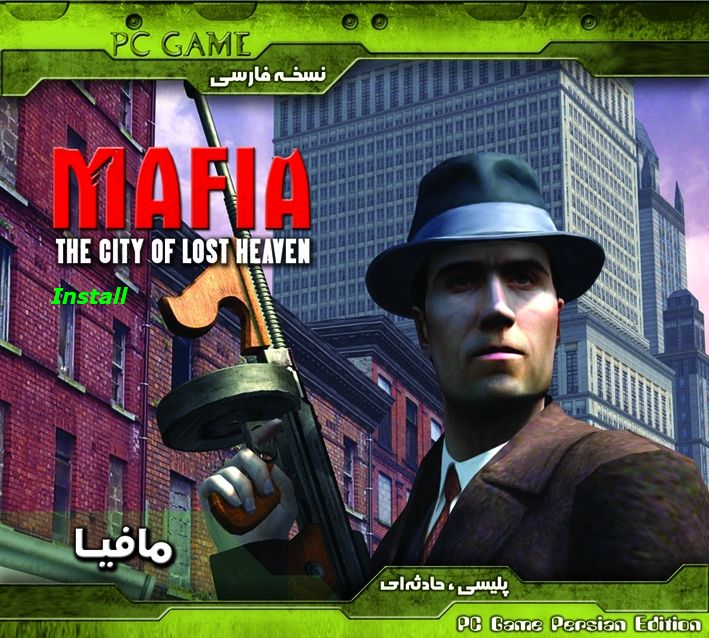 PC GAME
نسخه فارسی
MAFIA
THE CITY OF LOST HEAVEN
Install
مافیا
پلیسی ، حادثه‌ای
PC Game Persian Edition